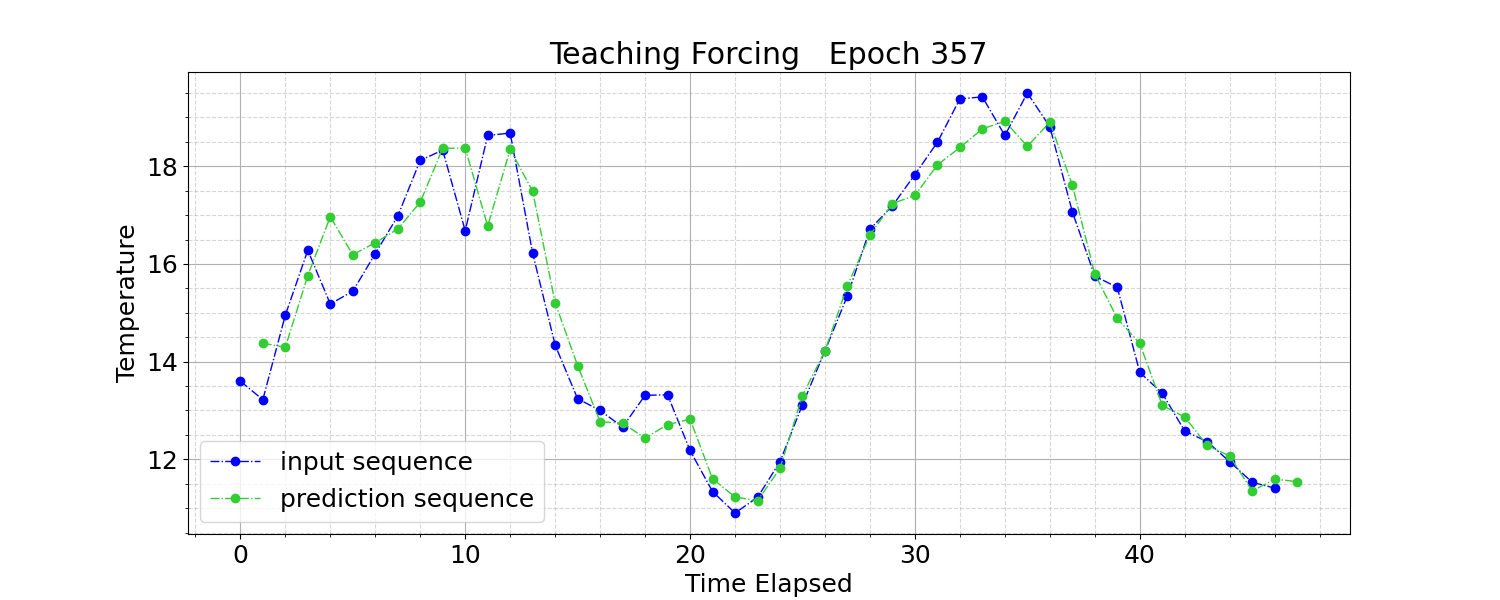 Teaching Forcing   Epoch 357
Temperature
18
16
14
12
input sequence
prediction sequence
0 10 20 30 40
Time Elapsed